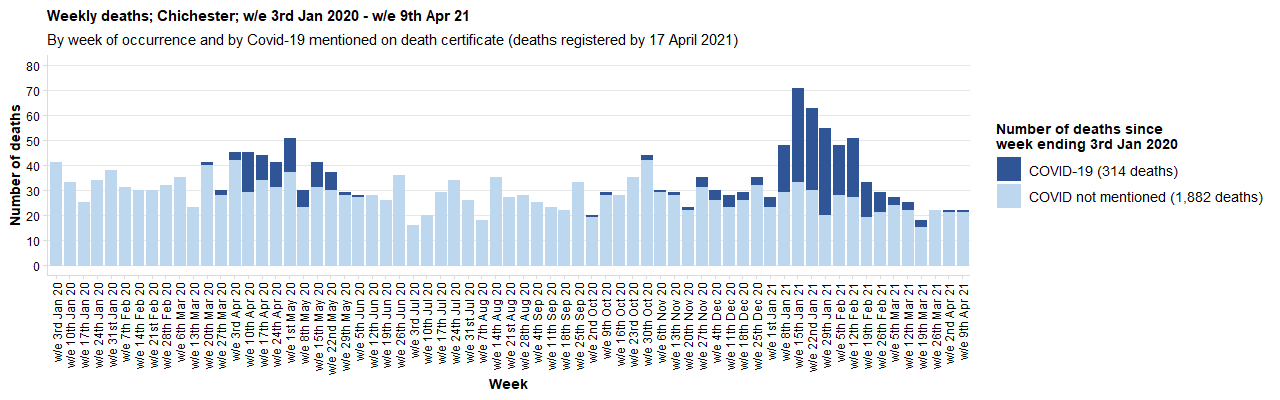 Weekly deaths; Chichester; w/e 3rd Jan 2020 - w/e 9th Apr 21
By week of occurrence and by Covid-19 mentioned on death certificate (deaths registered by 17 April 2021)
Number of deaths
80
70
60
50
40
30
20
10
0
w/e 3rd Jan 20
w/e 10th Jan 20
w/e 17th Jan 20
w/e 24th Jan 20
w/e 31st Jan 20
w/e 7th Feb 20
w/e 14th Feb 20
w/e 21st Feb 20
w/e 28th Feb 20
w/e 6th Mar 20
w/e 13th Mar 20
w/e 20th Mar 20
w/e 27th Mar 20
w/e 3rd Apr 20
w/e 10th Apr 20
w/e 17th Apr 20
w/e 24th Apr 20
w/e 1st May 20
w/e 8th May 20
w/e 15th May 20
w/e 22nd May 20
w/e 29th May 20
w/e 5th Jun 20
w/e 12th Jun 20
w/e 19th Jun 20
w/e 26th Jun 20
w/e 3rd Jul 20
w/e 10th Jul 20
w/e 17th Jul 20
w/e 24th Jul 20
w/e 31st Jul 20
w/e 7th Aug 20
w/e 14th Aug 20
w/e 21st Aug 20
w/e 28th Aug 20
w/e 4th Sep 20
w/e 11th Sep 20
w/e 18th Sep 20
w/e 25th Sep 20
w/e 2nd Oct 20
w/e 9th Oct 20
w/e 16th Oct 20
w/e 23rd Oct 20
w/e 30th Oct 20
w/e 6th Nov 20
w/e 13th Nov 20
w/e 20th Nov 20
w/e 27th Nov 20
w/e 4th Dec 20
w/e 11th Dec 20
w/e 18th Dec 20
w/e 25th Dec 20
w/e 1st Jan 21
w/e 8th Jan 21
w/e 15th Jan 21
w/e 22nd Jan 21
w/e 29th Jan 21
w/e 5th Feb 21
w/e 12th Feb 21
w/e 19th Feb 21
w/e 26th Feb 21
w/e 5th Mar 21
w/e 12th Mar 21
w/e 19th Mar 21
w/e 26th Mar 21
w/e 2nd Apr 21
w/e 9th Apr 21
Week
Number of deaths since
week ending 3rd Jan 2020
COVID-19 (314 deaths)
COVID not mentioned (1,882 deaths)